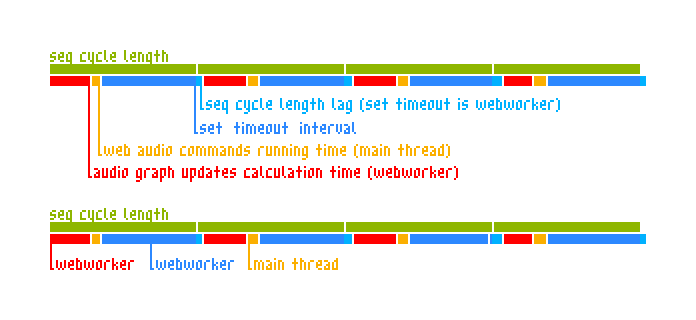 seq cycle length
seq cycle length lag (set timeout is webworker)
set timeout interval
web audio commands running time (main thread)
audio graph updates calculation time (webworker)
seq cycle length
webworker webworker main thread